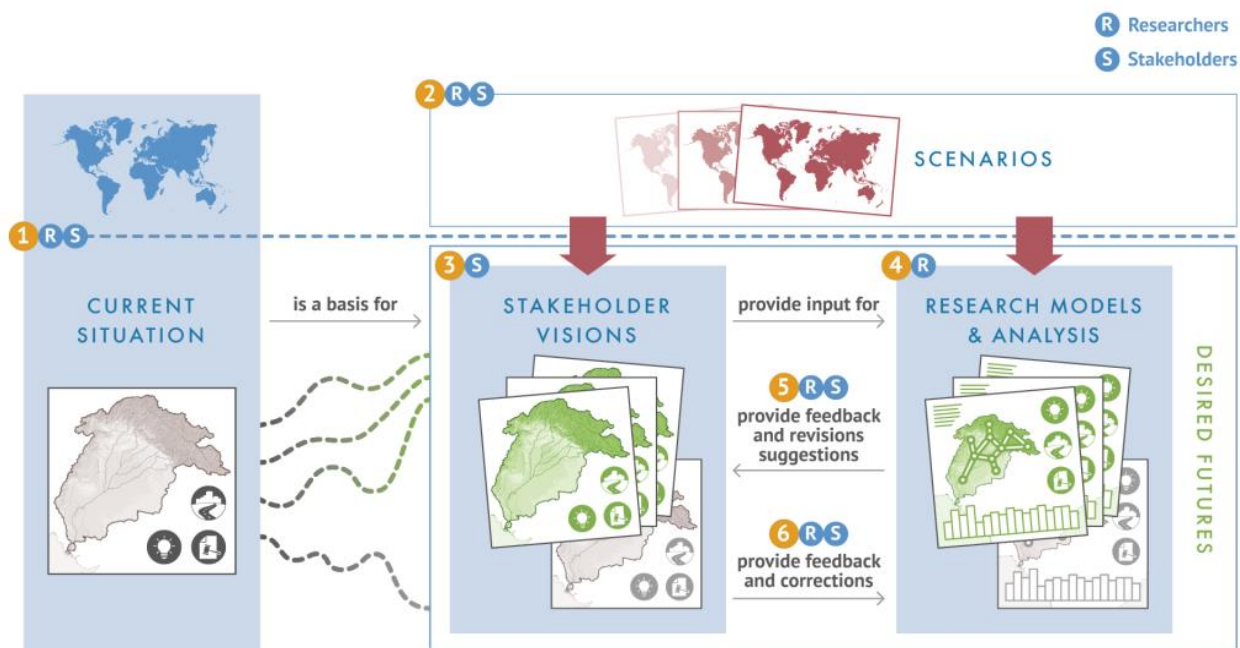 R Researchers
S Stakeholders
2 R S
SCENARIOS
1 R S
CURRENT
SITUATION
is a basis for
3 S
STAKEHOLDER
VISIONS
provide input for
4 R
RESEARCH MODELS
& ANALYSIS
5 R S
provide feedback
and revisions
suggestions
6 R S
provide feedback
and corrections
DESIRED FUTURES